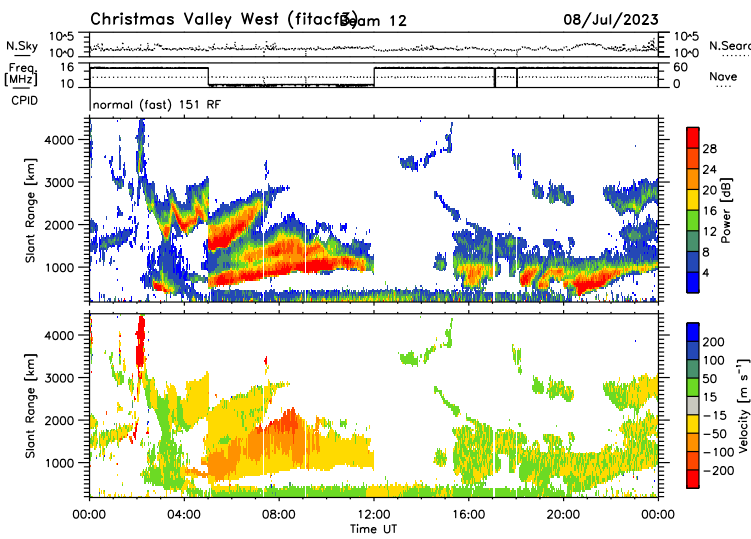 Christmas Valley West (fitacf3) Beam 12 08/Jul/2023
N.Sky 10^5 10^0 10^5 10^0 N.Searc
Freq. [MHz] 16 10 60 0 Nave
CPID normal (fast) 151 RF
Slant Range [km] 4000 3000 2000 1000
28 24 20 16 12 8 4 Power [dB]
Slant Range [km] 4000 3000 2000 1000
200 100 50 15 -15 -50 -100 -200 Velocity [m s⁻¹]
00:00 04:00 08:00 12:00 16:00 20:00 00:00
Time UT